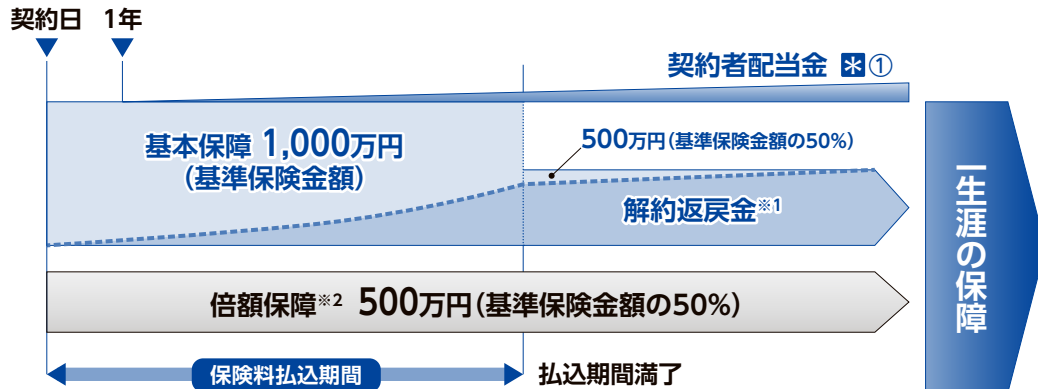 契約日 1年
契約者配当金 *①
基本保障 1,000万円
(基準保険金額)
500万円(基準保険金額の50%)
解約返戻金※1
倍額保障※2 500万円(基準保険金額の50%)
保険料払込期間
払込期間満了
一生涯の保障